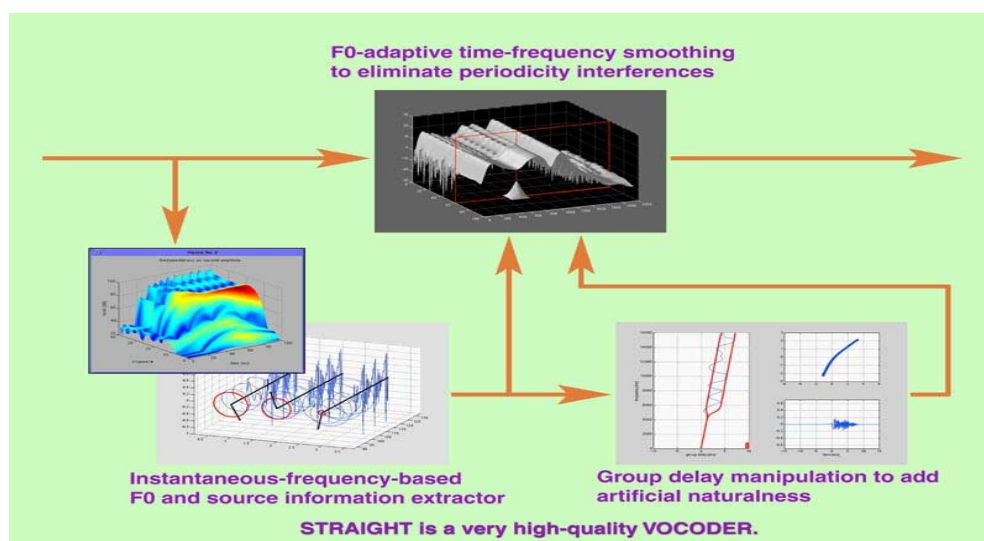 F0-adaptive time-frequency smoothing
to eliminate periodicity interferences
Instantaneous-frequency-based
F0 and source information extractor
Group delay manipulation to add
artificial naturalness
STRAIGHT is a very high-quality VOCODER.